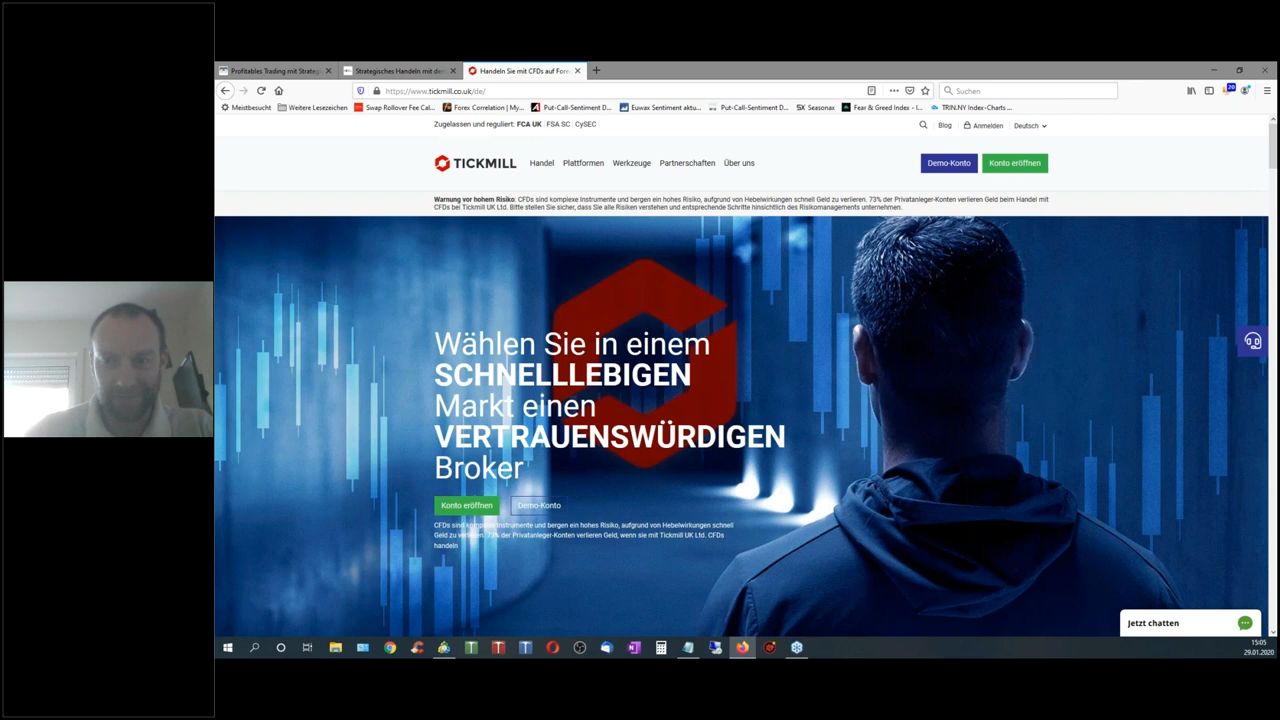 Profitables Trading mit Strateg
Strategisches Handeln mit den
Handeln Sie mit CFDs auf Fore
https://www.tickmill.co.uk/de/
Suchen
Meistbesucht
Weitere Lesezeichen
Swap Rollover Fee Cal...
Forex Correlation | My...
Put-Call-Sentiment D...
Euwax Sentiment aktu...
Put-Call-Sentiment D...
Seasonax
Fear & Greed Index - I...
TRIN.NY Index-Charts ...
20
Zugelassen und reguliert: FCA UK | FSA SC | CySEC
Blog
Anmelden
Deutsch
TICKMILL
Handel
Plattformen
Werkzeuge
Partnerschaften
Über uns
Demo-Konto
Konto eröffnen
Warnung vor hohem Risiko: CFDs sind komplexe Instrumente und bergen ein hohes Risiko, aufgrund von Hebelwirkungen schnell Geld zu verlieren. 73% der Privatanleger-Konten verlieren Geld beim Handel mit
CFDs bei Tickmill UK Ltd. Bitte stellen Sie sicher, dass Sie alle Risiken verstehen und entsprechende Schritte hinsichtlich des Risikomanagements unternehmen.
Wählen Sie in einem
SCHNELLLEBIGEN
Markt einen
VERTRAUENSWÜRDIGEN
Broker
Konto eröffnen
Demo-Konto
CFDs sind komplexe Instrumente und bergen ein hohes Risiko, aufgrund von Hebelwirkungen schnell
Geld zu verlieren. 73% der Privatanleger-Konten verlieren Geld, wenn sie mit Tickmill UK Ltd. CFDs
handeln
Jetzt chatten
15:05
29.01.2020